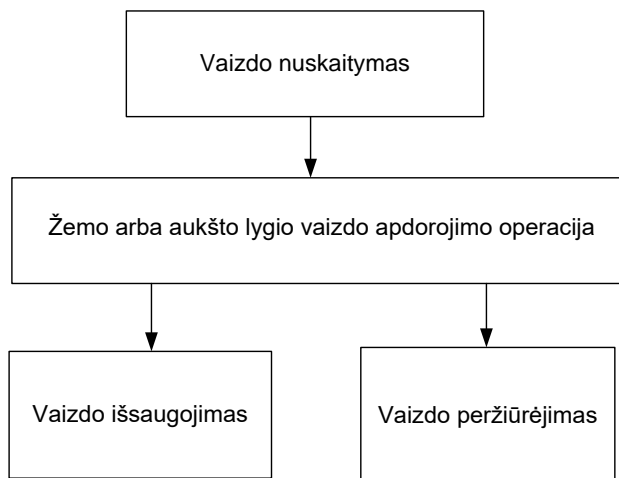 Vaizdo nuskaitymas
Žemo arba aukšto lygio vaizdo apdorojimo operacija
Vaizdo išsaugojimas
Vaizdo peržiūrėjimas